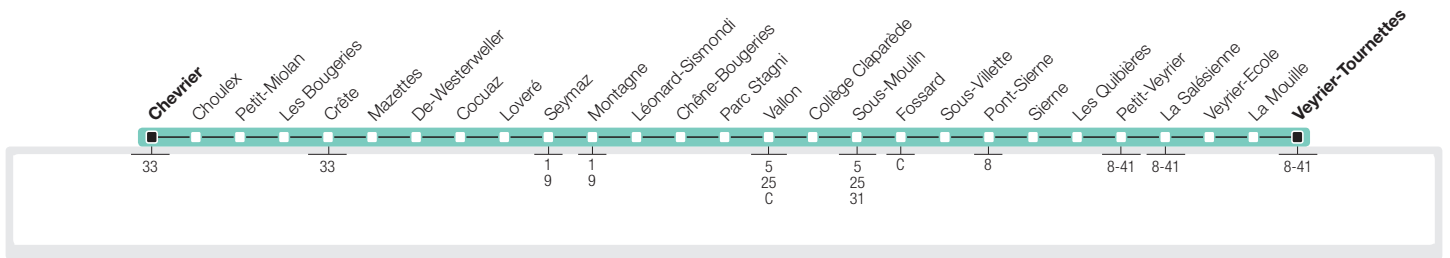 Chevrier
Choulex
Petit-Miolan
Les Bougeries
Crête
Mazettes
De-Westerweller
Cocuaz
Loveré
Seymaz
Montagne
Léonard-Sismondi
Chêne-Bougeries
Parc Stagni
Vallon
Collège Claparède
Sous-Moulin
Fossard
Sous-Villette
Pont-Sierne
Sierne
Les Quibières
Petit-Veyrier
La Salésienne
Veyrier-Ecole
La Mouille
Veyrier-Tournettes
33
33
1
9
1
9
5
25
C
5
25
31
C
8
8-41
8-41
8-41